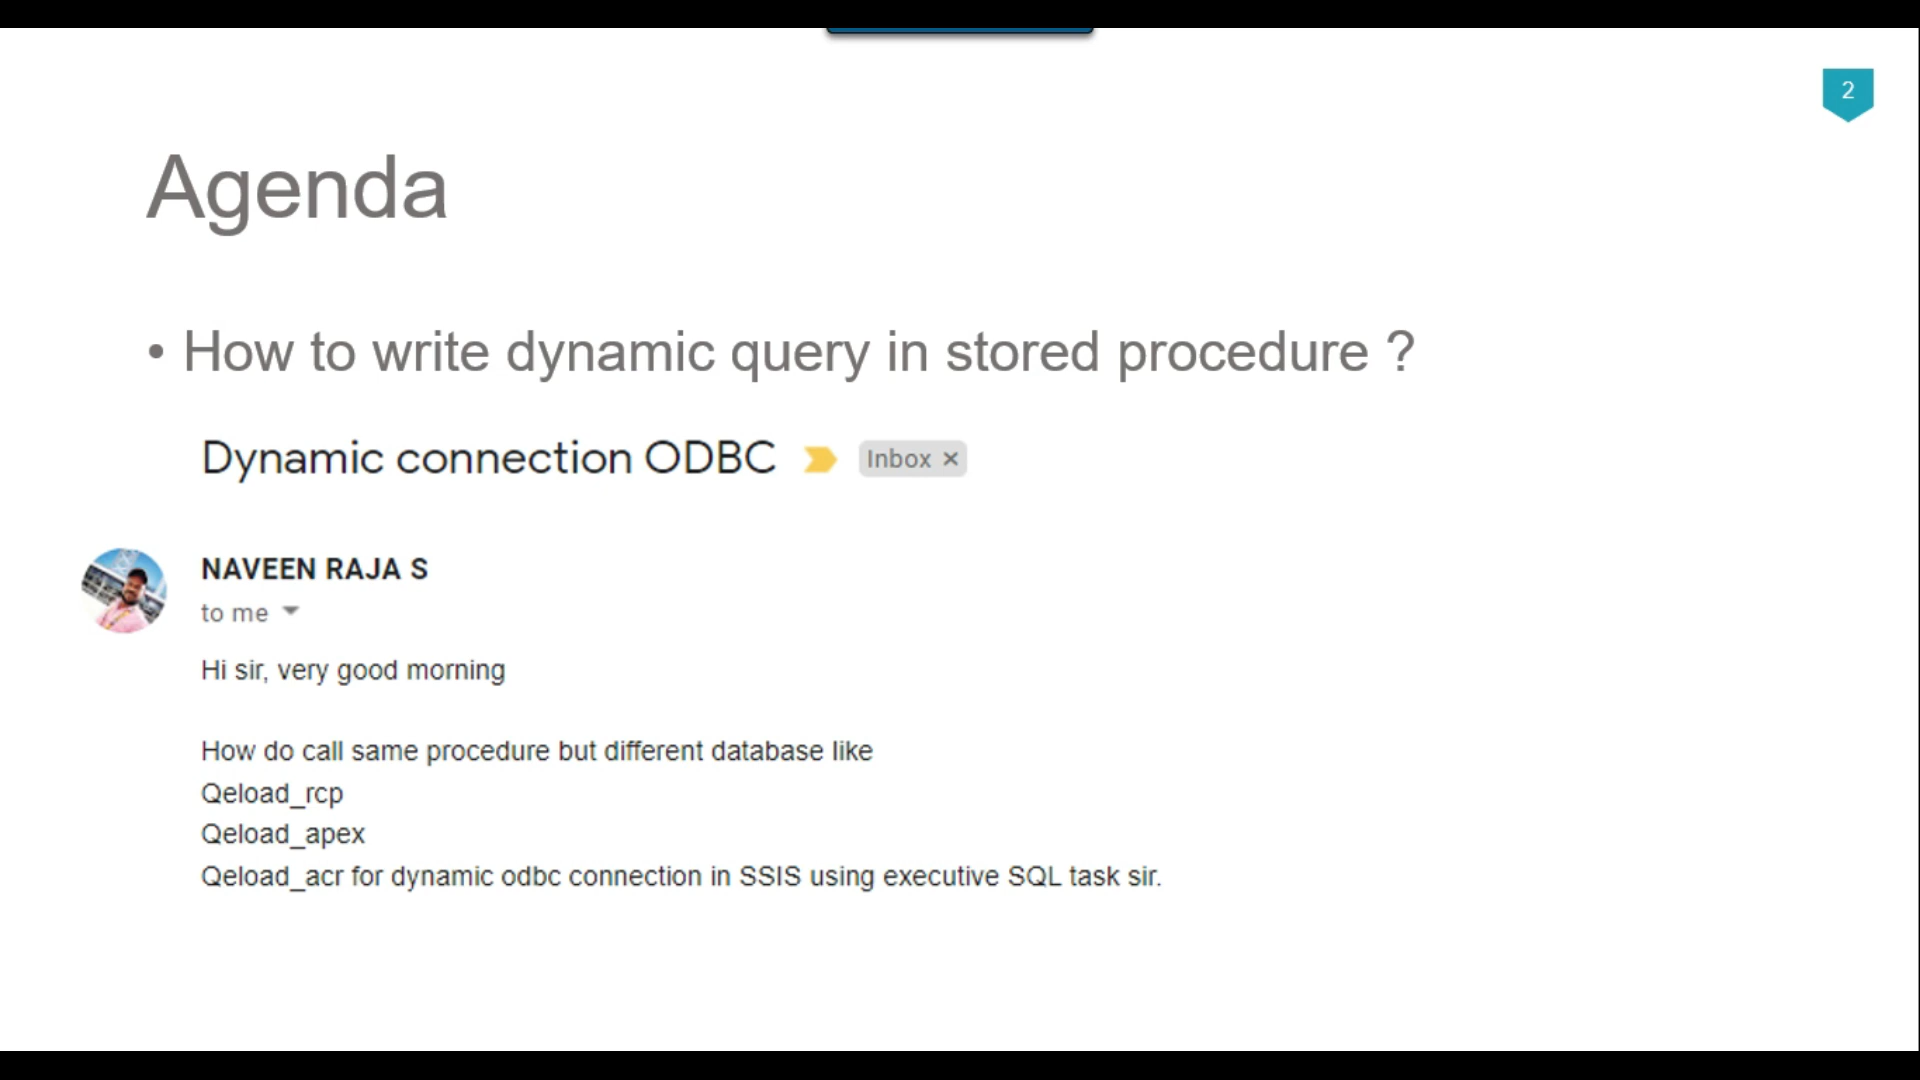 2
Agenda
• How to write dynamic query in stored procedure ?
Dynamic connection ODBC Inbox ×
NAVEEN RAJA S
to me
Hi sir, very good morning
How do call same procedure but different database like
Qeload_rcp
Qeload_apex
Qeload_acr for dynamic odbc connection in SSIS using executive SQL task sir.